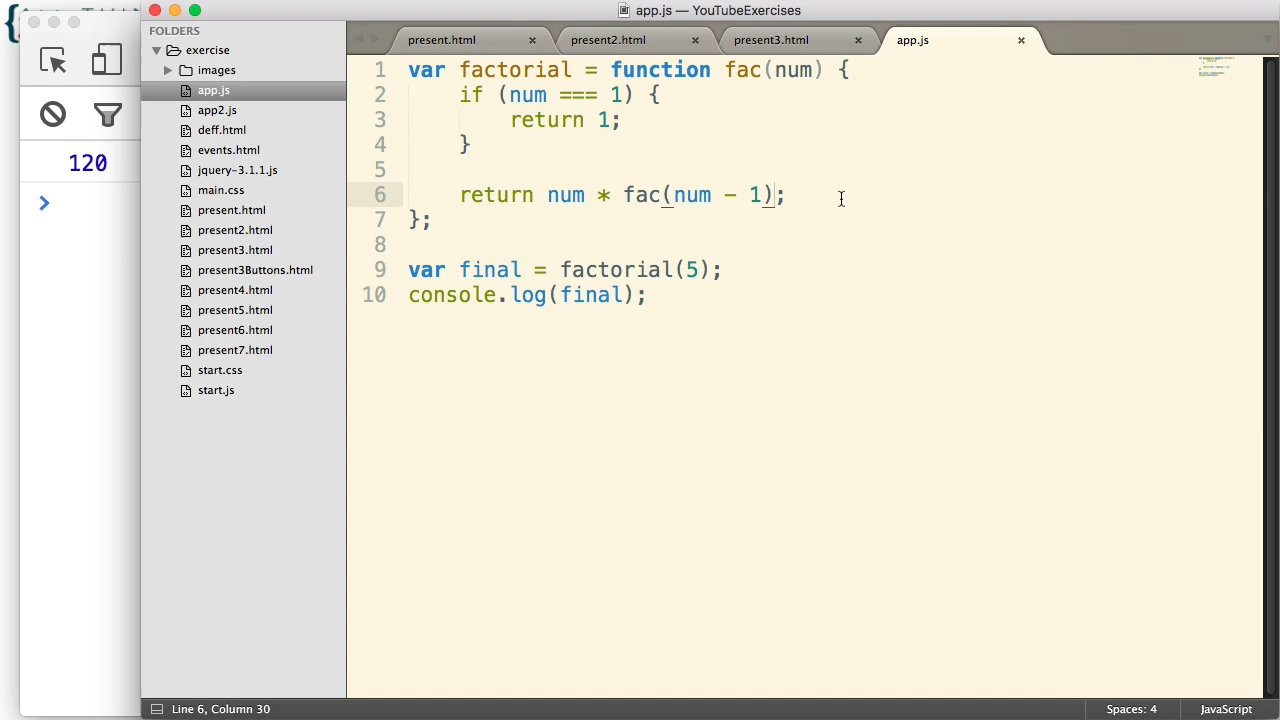 app.js — YouTubeExercises
FOLDERS
exercise
images
app.js
app2.js
deff.html
events.html
jquery-3.1.1.js
main.css
present.html
present2.html
present3.html
present3Buttons.html
present4.html
present5.html
present6.html
present7.html
start.css
start.js
present.html × present2.html × present3.html × app.js ×
1 var factorial = function fac(num) {
2 if (num === 1) {
3 return 1;
4 }
5
6 return num * fac(num - 1);
7 };
8
9 var final = factorial(5);
10 console.log(final);
120
>
Line 6, Column 30
Spaces: 4
JavaScript